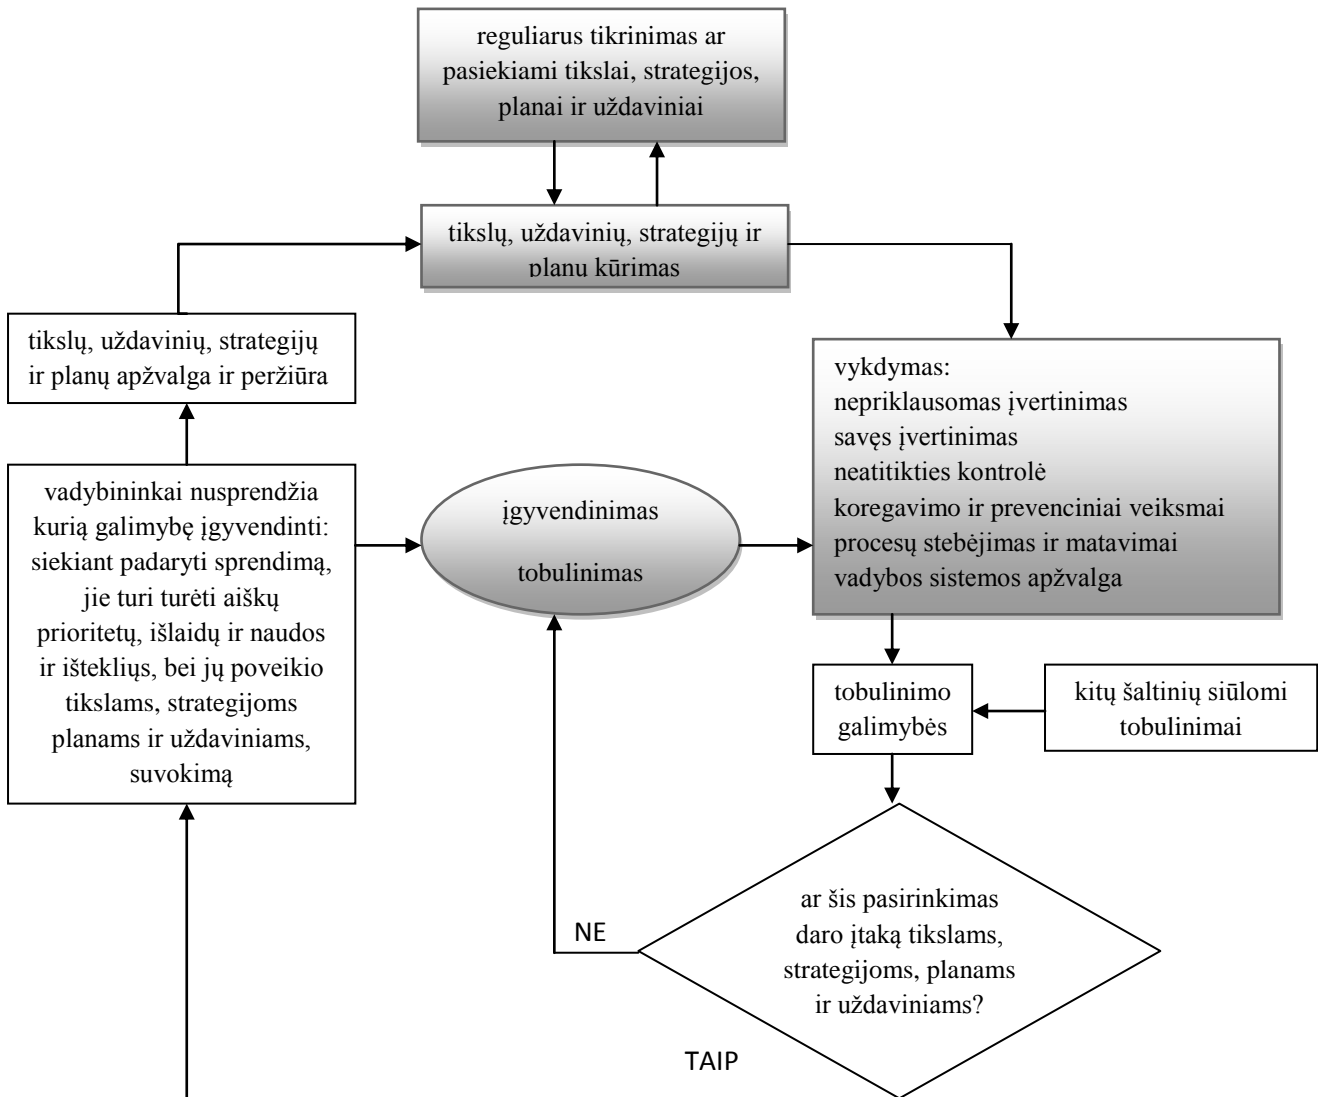 reguliarus tikrinimas ar
pasiekiami tikslai, strategijos,
planai ir uždaviniai
tikslų, uždavinių, strategijų ir
planų kūrimas
tikslų, uždavinių, strategijų
ir planų apžvalga ir peržiūra
vykdymas:
nepriklausomas įvertinimas
savęs įvertinimas
neatitikties kontrolė
koregavimo ir prevenciniai veiksmai
procesų stebėjimas ir matavimai
vadybos sistemos apžvalga
vadybininkai nusprendžia
kurią galimybę įgyvendinti:
siekiant padaryti sprendimą,
jie turi turėti aiškų
prioritetų, išlaidų ir naudos
ir ištekliųs, bei jų poveikio
tikslams, strategijoms
planams ir uždaviniams,
suvokimą
įgyvendinimas
tobulinimas
tobulinimo
galimybės
kitų šaltinių siūlomi
tobulinimai
ar šis pasirinkimas
daro įtaką tikslams,
strategijoms, planams
ir uždaviniams?
NE
TAIP